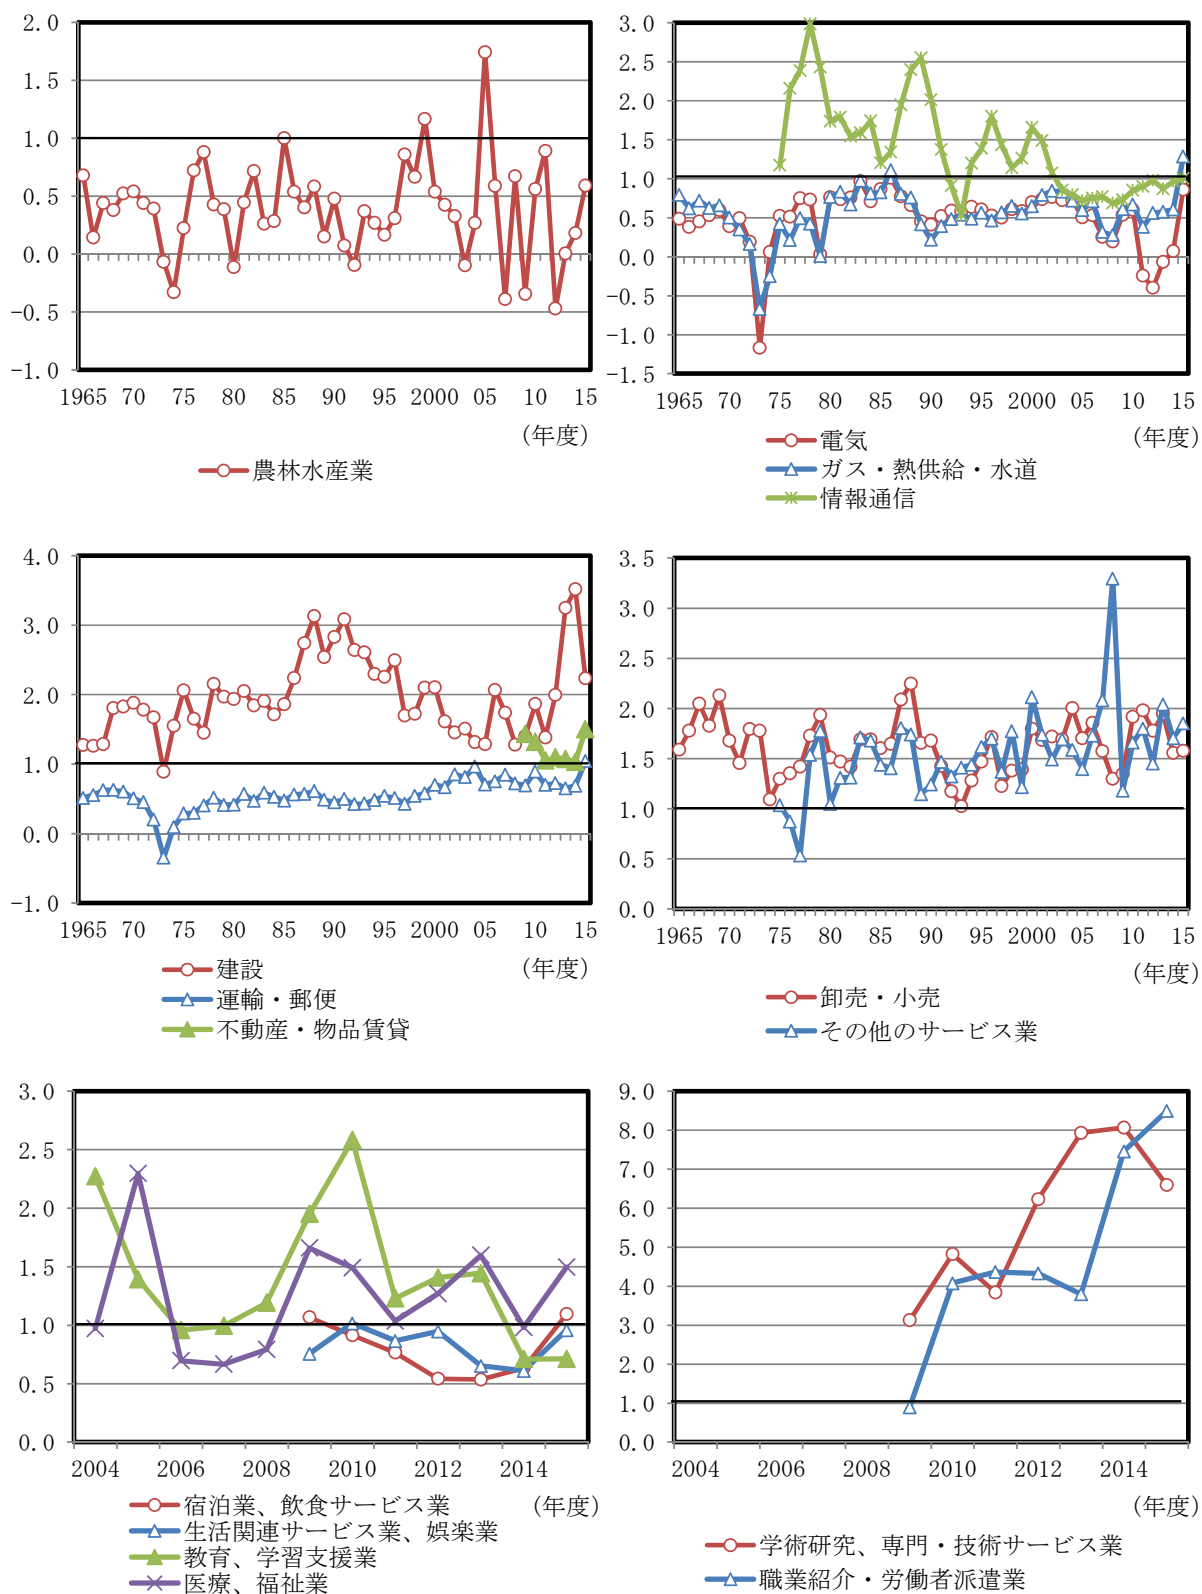 2.0
1.5
1.0
0.5
0.0
-0.5
-1.0
1965 70 75 80 85 90 95 2000 05 10 15
（年度）
農林水産業
3.0
2.5
2.0
1.5
1.0
0.5
0.0
-0.5
-1.0
-1.5
1965 70 75 80 85 90 95 2000 05 10 15
（年度）
電気
ガス・熱供給・水道
情報通信
4.0
3.0
2.0
1.0
0.0
-1.0
1965 70 75 80 85 90 95 2000 05 10 15
（年度）
建設
運輸・郵便
不動産・物品賃貸
3.5
3.0
2.5
2.0
1.5
1.0
0.5
0.0
1965 70 75 80 85 90 95 2000 05 10 15
（年度）
卸売・小売
その他のサービス業
3.0
2.5
2.0
1.5
1.0
0.5
0.0
2004 2006 2008 2010 2012 2014
（年度）
宿泊業、飲食サービス業
生活関連サービス業、娯楽業
教育、学習支援業
医療、福祉業
9.0
8.0
7.0
6.0
5.0
4.0
3.0
2.0
1.0
0.0
2004 2006 2008 2010 2012 2014
（年度）
学術研究、専門・技術サービス業
職業紹介・労働者派遣業